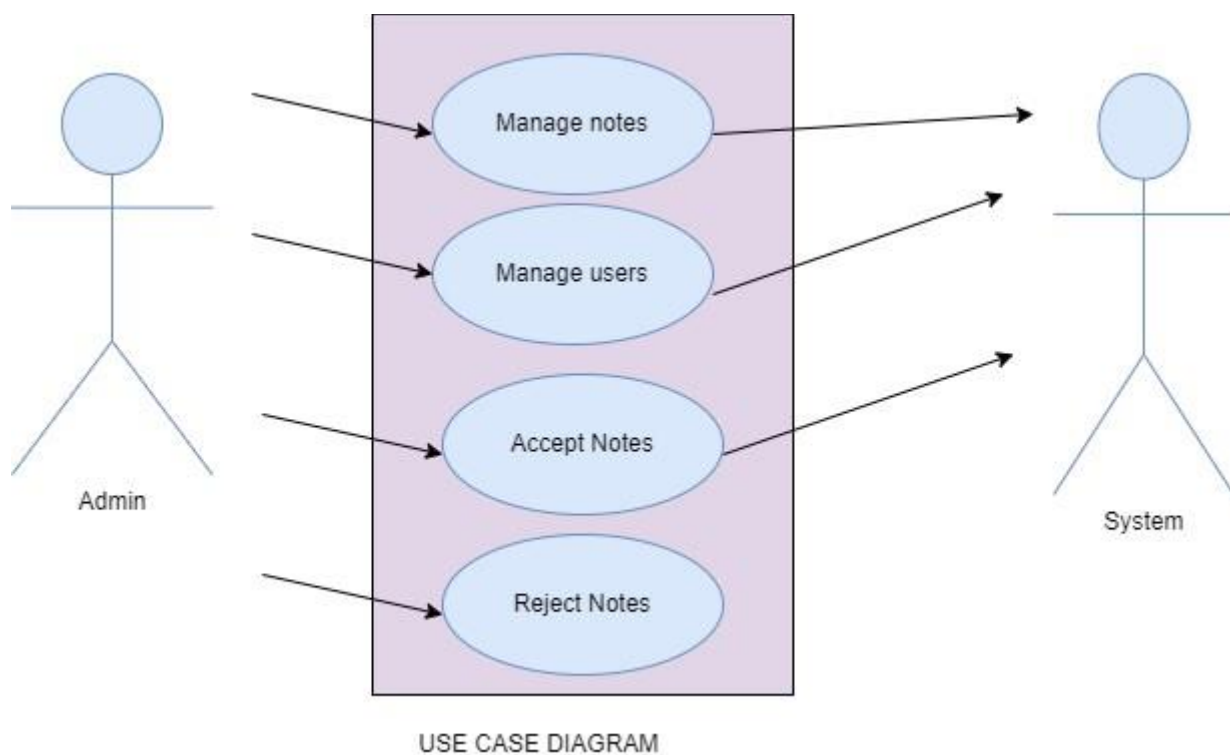 Manage notes
Manage users
Accept Notes
Admin
System
Reject Notes
USE CASE DIAGRAM